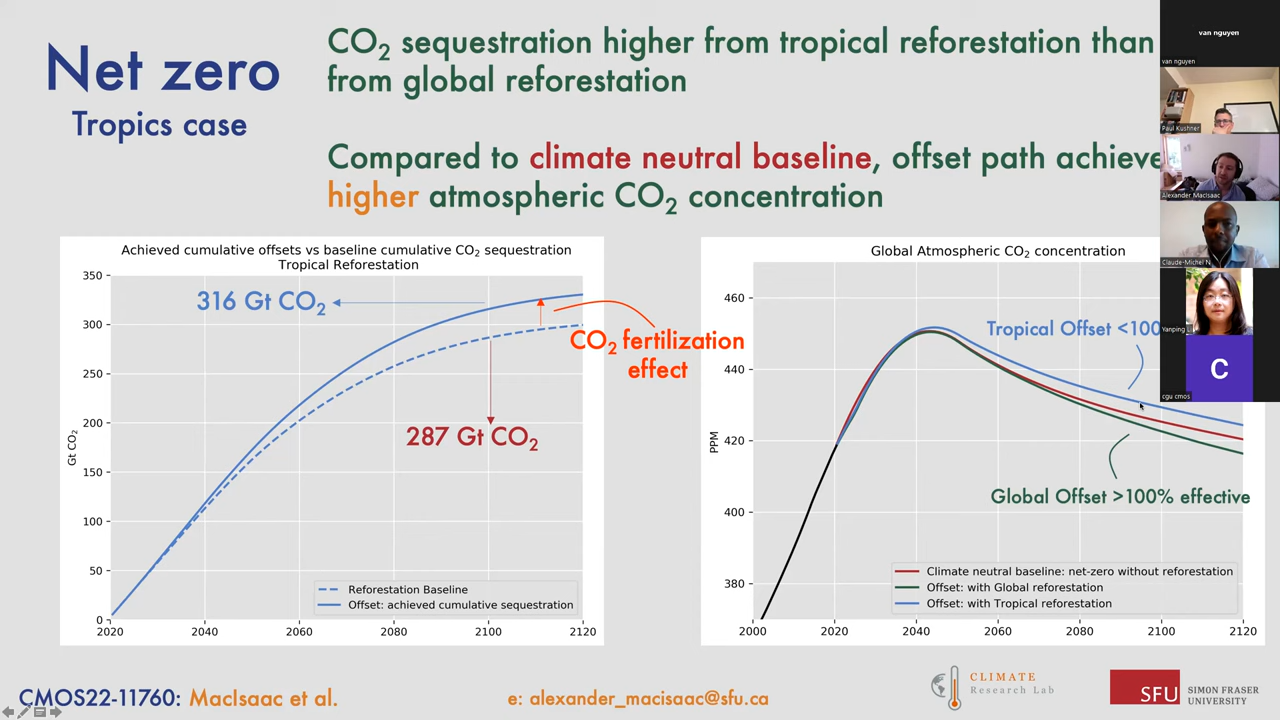 Net zero
Tropics case
CO2 sequestration higher from tropical reforestation than
from global reforestation
Compared to climate neutral baseline, offset path achieve
higher atmospheric CO2 concentration
van nguyen
van nguyen
Paul Kushner
Alexander MacIsaac
Claude-Michel N
Yanping L
C
cgu cmos
Achieved cumulative offsets vs baseline cumulative CO2 sequestration
Tropical Reforestation
350
300
250
200
150
100
50
0
Gt CO2
2020
2040
2060
2080
2100
2120
316 Gt CO2
287 Gt CO2
CO2 fertilization
effect
Reforestation Baseline
Offset: achieved cumulative sequestration
Global Atmospheric CO2 concentration
460
440
420
400
380
PPM
2000
2020
2040
2060
2080
2100
2120
Tropical Offset <100
Global Offset >100% effective
Climate neutral baseline: net-zero without reforestation
Offset: with Global reforestation
Offset: with Tropical reforestation
CMOS22-11760: MacIsaac et al.
e: alexander_macisaac@sfu.ca
CLIMATE
Research Lab
SFU
SIMON FRASER
UNIVERSITY